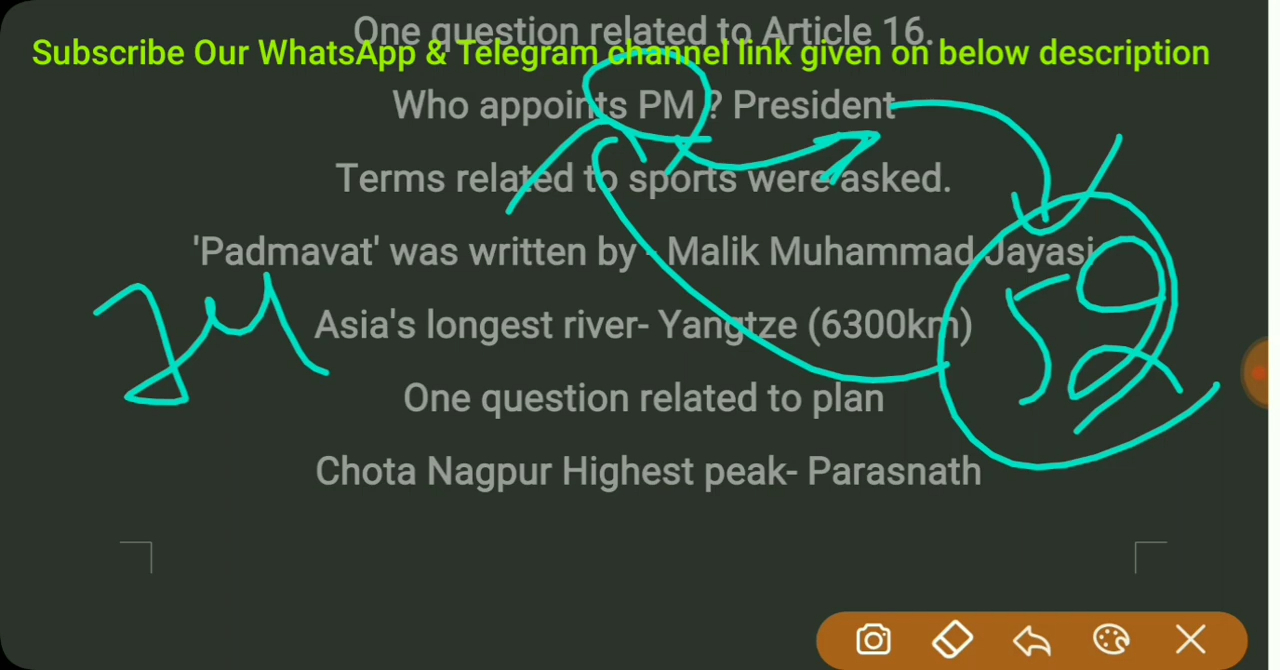 One question related to Article 16.
Subscribe Our WhatsApp & Telegram channel link given on below description
Who appoints PM ? President
Terms related to sports were asked.
'Padmavat' was written by - Malik Muhammad Jayasi
Asia's longest river- Yangtze (6300km)
One question related to plan
Chota Nagpur Highest peak- Parasnath